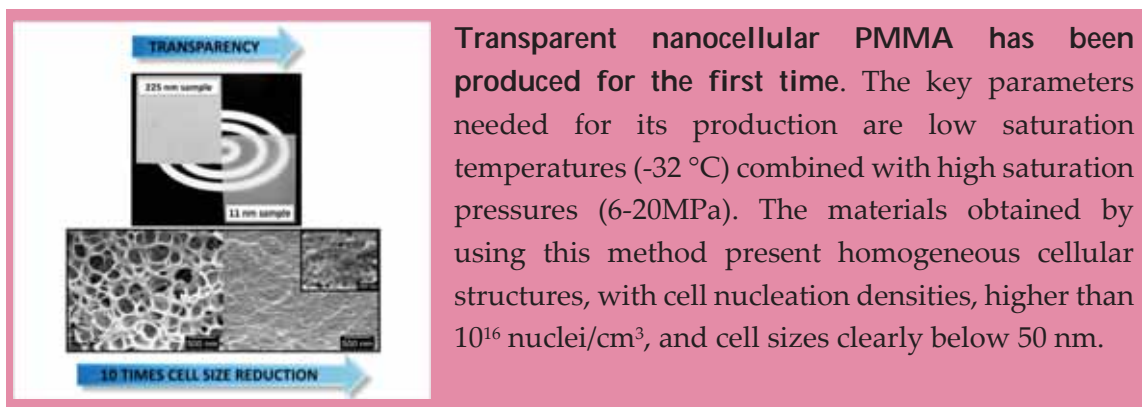 TRANSPARENCY
225 nm sample
11 nm sample
500 nm
500 nm
10 TIMES CELL SIZE REDUCTION
Transparent nanocellular PMMA has been
produced for the first time. The key parameters
needed for its production are low saturation
temperatures (-32 °C) combined with high saturation
pressures (6-20MPa). The materials obtained by
using this method present homogeneous cellular
structures, with cell nucleation densities, higher than
10¹⁶ nuclei/cm³, and cell sizes clearly below 50 nm.